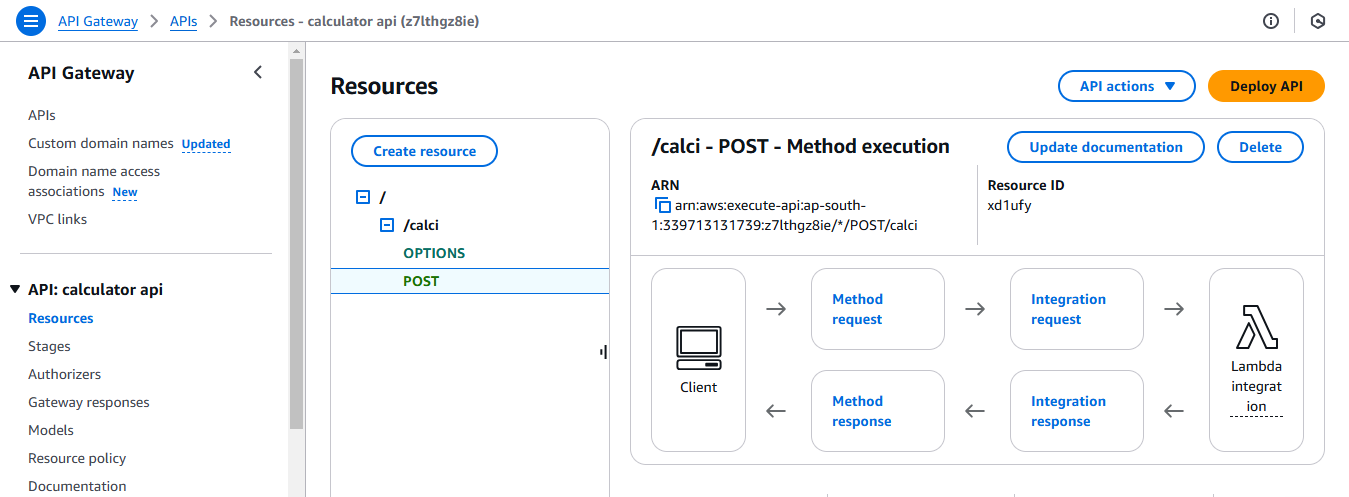 API Gateway
APIs
Resources - calculator api (z7lthgz8ie)
API Gateway
APIs
Custom domain names Updated
Domain name access
associations New
VPC links
API: calculator api
Resources
Stages
Authorizers
Gateway responses
Models
Resource policy
Documentation
Resources
API actions
Deploy API
Create resource
/
/calci
OPTIONS
POST
/calci - POST - Method execution
Update documentation
Delete
ARN
arn:aws:execute-api:ap-south-
1:339713131739:z7lthgz8ie/*/POST/calci
Resource ID
xd1ufy
Client
Method
request
Integration
request
Method
response
Integration
response
Lambda
integrat
ion